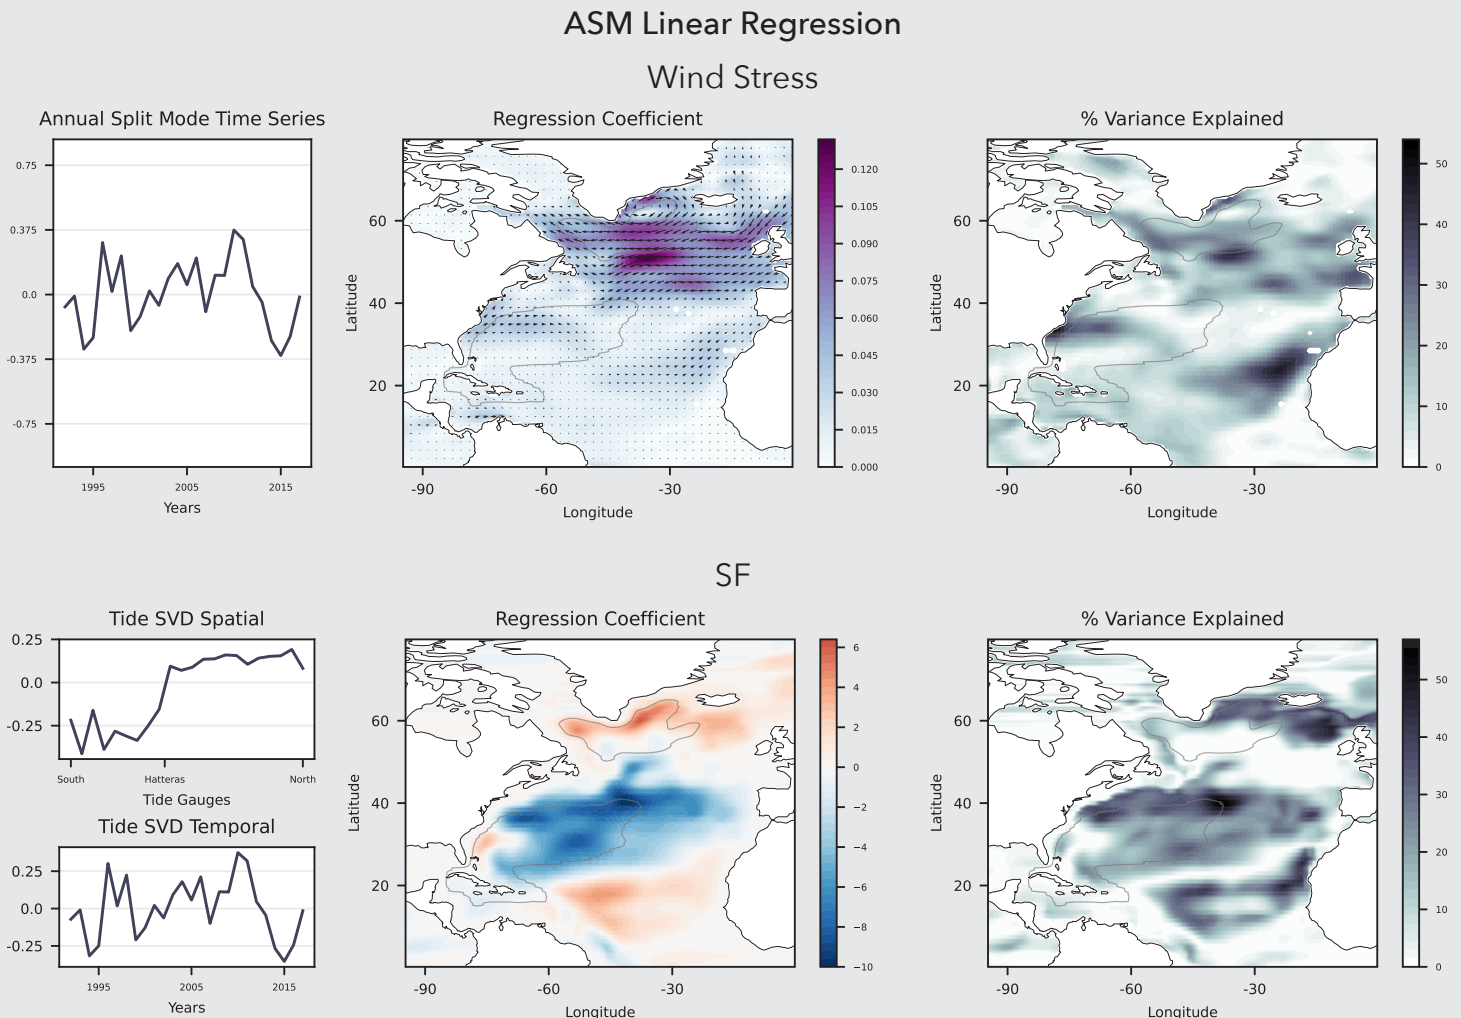 ASM Linear Regression
Wind Stress
Annual Split Mode Time Series
0.75
0.375
0.0
-0.375
-0.75
1995
2005
2015
Years
Regression Coefficient
Latitude
60
40
20
-90
-60
-30
Longitude
0.120
0.105
0.090
0.075
0.060
0.045
0.030
0.015
0.000
% Variance Explained
Latitude
60
40
20
-90
-60
-30
Longitude
50
40
30
20
10
0
SF
Tide SVD Spatial
0.25
0.0
-0.25
South
Hatteras
North
Tide Gauges
Tide SVD Temporal
0.25
0.0
-0.25
1995
2005
2015
Years
Regression Coefficient
Latitude
60
40
20
-90
-60
-30
Longitude
6
4
2
0
−2
−4
−6
−8
−10
% Variance Explained
Latitude
60
40
20
-90
-60
-30
Longitude
50
40
30
20
10
0